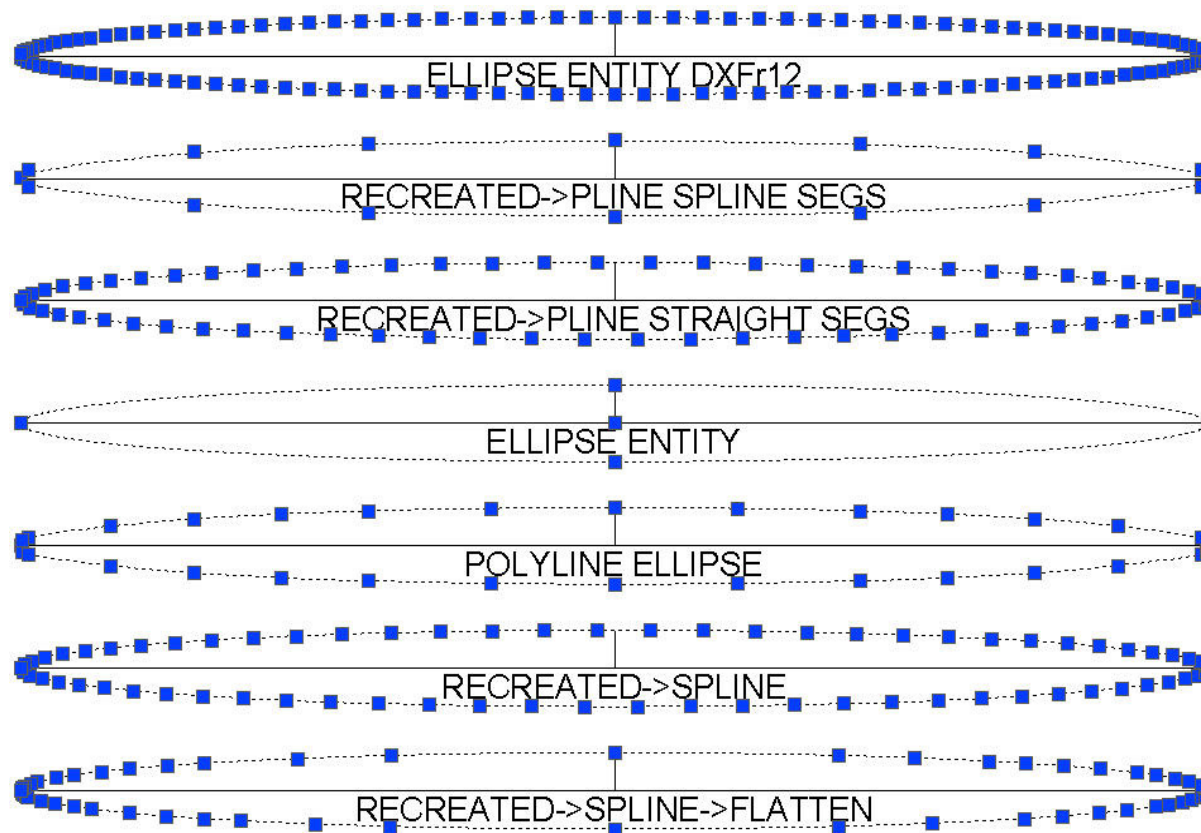 ELLIPSE ENTITY DXFr12
RECREATED->PLINE SPLINE SEGS
RECREATED->PLINE STRAIGHT SEGS
ELLIPSE ENTITY
POLYLINE ELLIPSE
RECREATED->SPLINE
RECREATED->SPLINE->FLATTEN